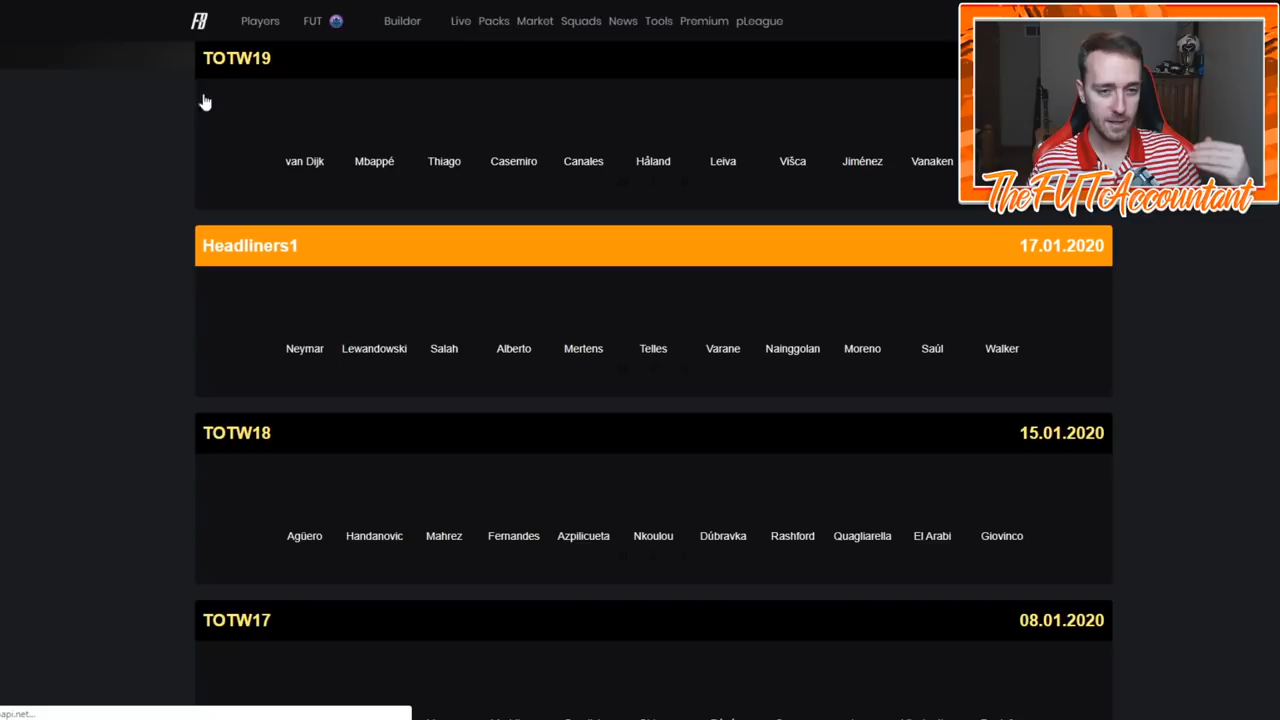 FB Players FUT Builder Live Packs Market Squads News Tools Premium pLeague
TOTW19
van Dijk Mbappé Thiago Casemiro Canales Håland Leiva Višca Jiménez Vanaken
TheFUTAccountant
Headliners1 17.01.2020
Neymar Lewandowski Salah Alberto Mertens Telles Varane Nainggolan Moreno Saúl Walker
TOTW18 15.01.2020
Agüero Handanovic Mahrez Fernandes Azpilicueta Nkoulou Dúbravka Rashford Quagliarella El Arabi Giovinco
TOTW17 08.01.2020
api.net...